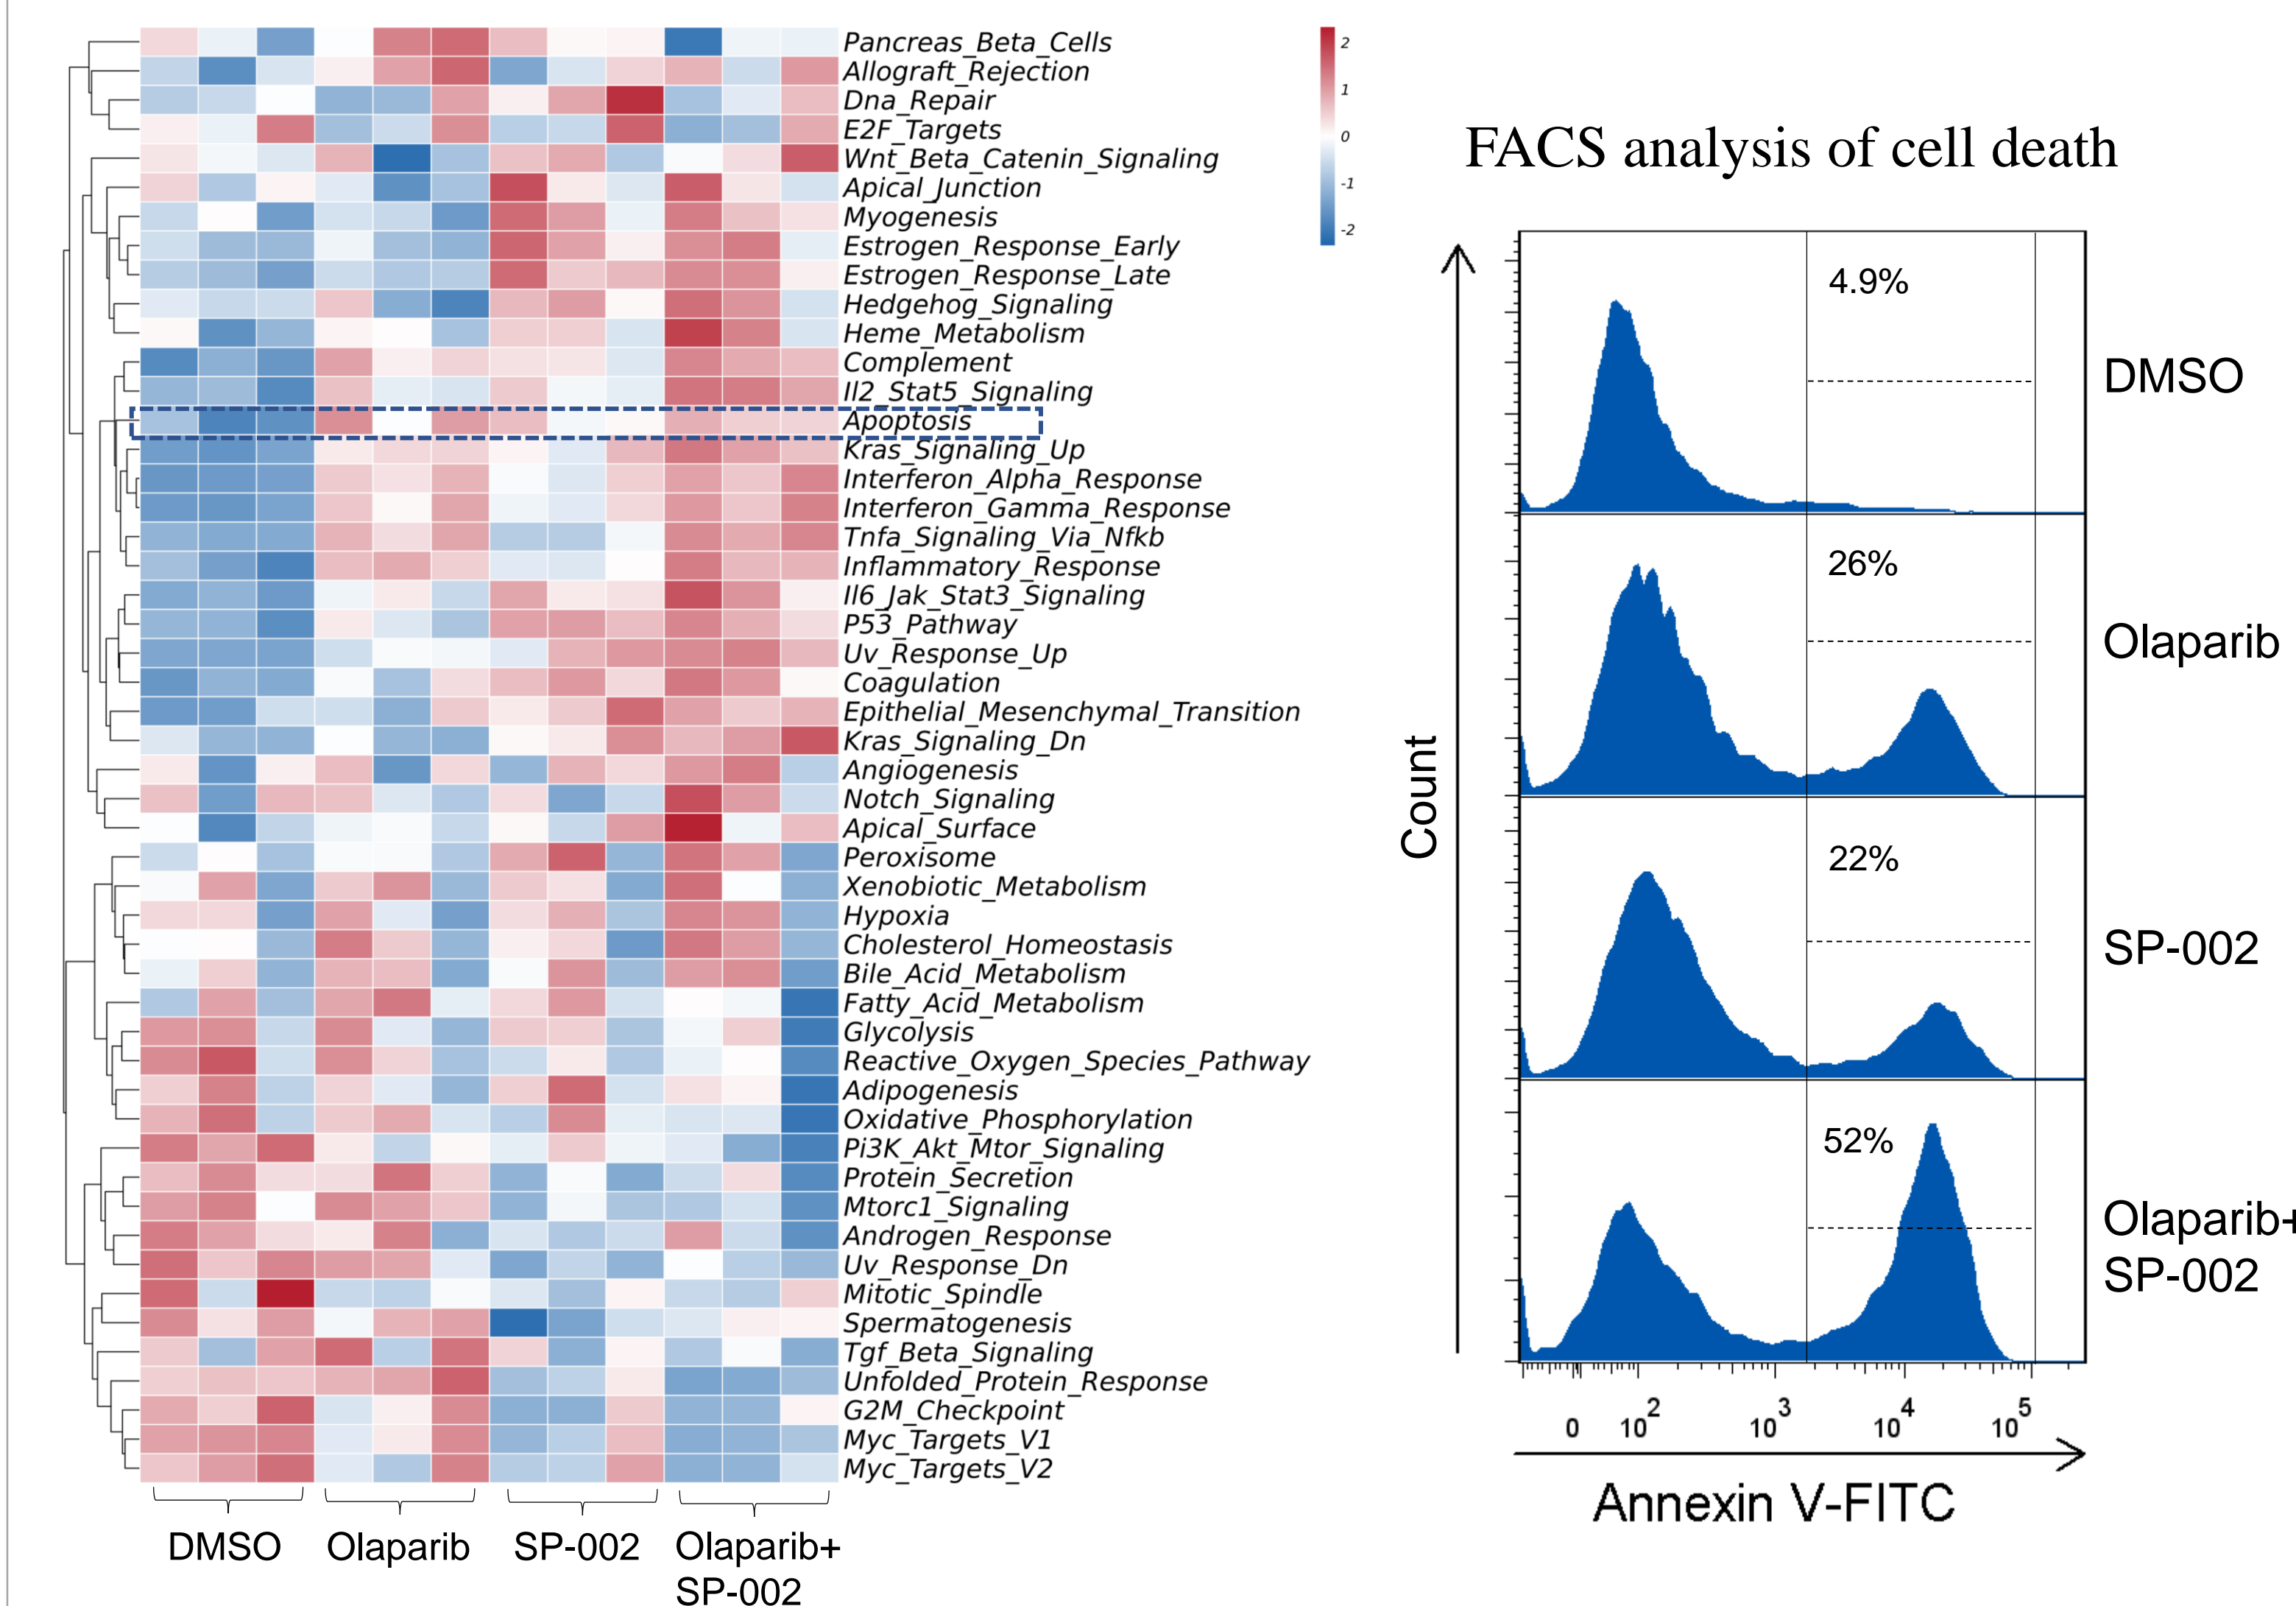 Pancreas_Beta_Cells
Allograft_Rejection
Dna_Repair
E2F_Targets
Wnt_Beta_Catenin_Signaling
Apical_Junction
Myogenesis
Estrogen_Response_Early
Estrogen_Response_Late
Hedgehog_Signaling
Heme_Metabolism
Complement
Il2_Stat5_Signaling
Apoptosis
Kras_Signaling_Up
Interferon_Alpha_Response
Interferon_Gamma_Response
Tnfa_Signaling_Via_Nfkb
Inflammatory_Response
Il6_Jak_Stat3_Signaling
P53_Pathway
Uv_Response_Up
Coagulation
Epithelial_Mesenchymal_Transition
Kras_Signaling_Dn
Angiogenesis
Notch_Signaling
Apical_Surface
Peroxisome
Xenobiotic_Metabolism
Hypoxia
Cholesterol_Homeostasis
Bile_Acid_Metabolism
Fatty_Acid_Metabolism
Glycolysis
Reactive_Oxygen_Species_Pathway
Adipogenesis
Oxidative_Phosphorylation
Pi3K_Akt_Mtor_Signaling
Protein_Secretion
Mtorc1_Signaling
Androgen_Response
Uv_Response_Dn
Mitotic_Spindle
Spermatogenesis
Tgf_Beta_Signaling
Unfolded_Protein_Response
G2M_Checkpoint
Myc_Targets_V1
Myc_Targets_V2
DMSO
Olaparib
SP-002
Olaparib+
SP-002
2
1
0
-1
-2
FACS analysis of cell death
4.9%
DMSO
26%
Olaparib
22%
SP-002
52%
Olaparib+
SP-002
Count
0 10^2 10^3 10^4 10^5
Annexin V-FITC